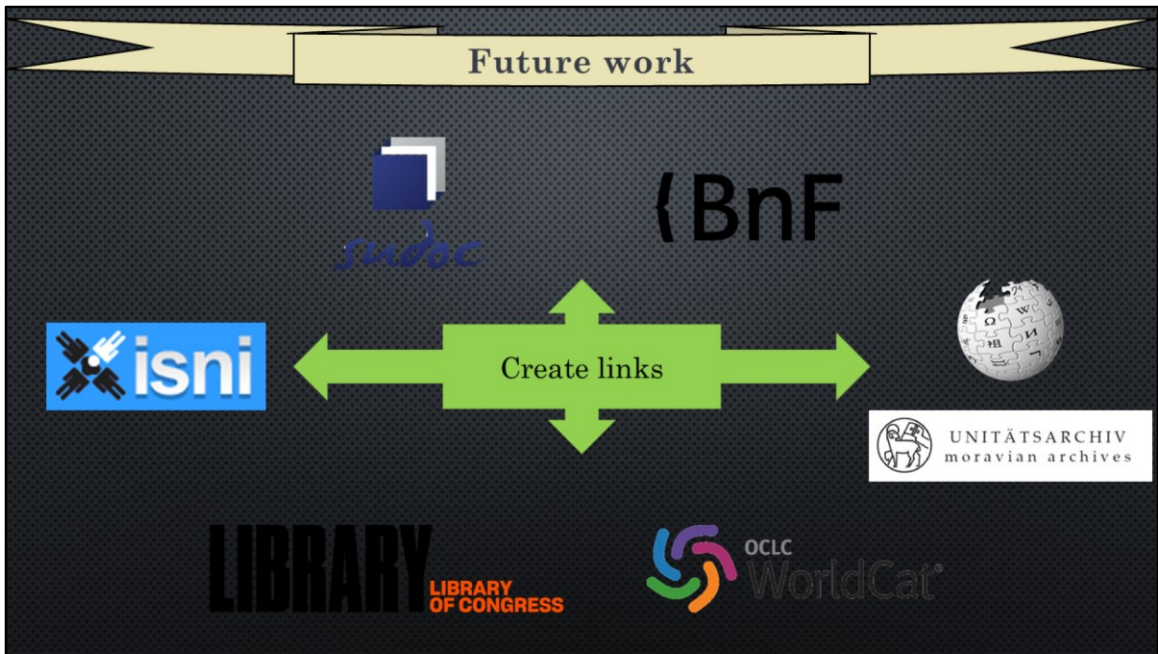 Future work
sudoc
BnF
isni
Create links
UNITÄTSARCHIV
moravian archives
LIBRARY
LIBRARY
OF CONGRESS
OCLC
WorldCat®